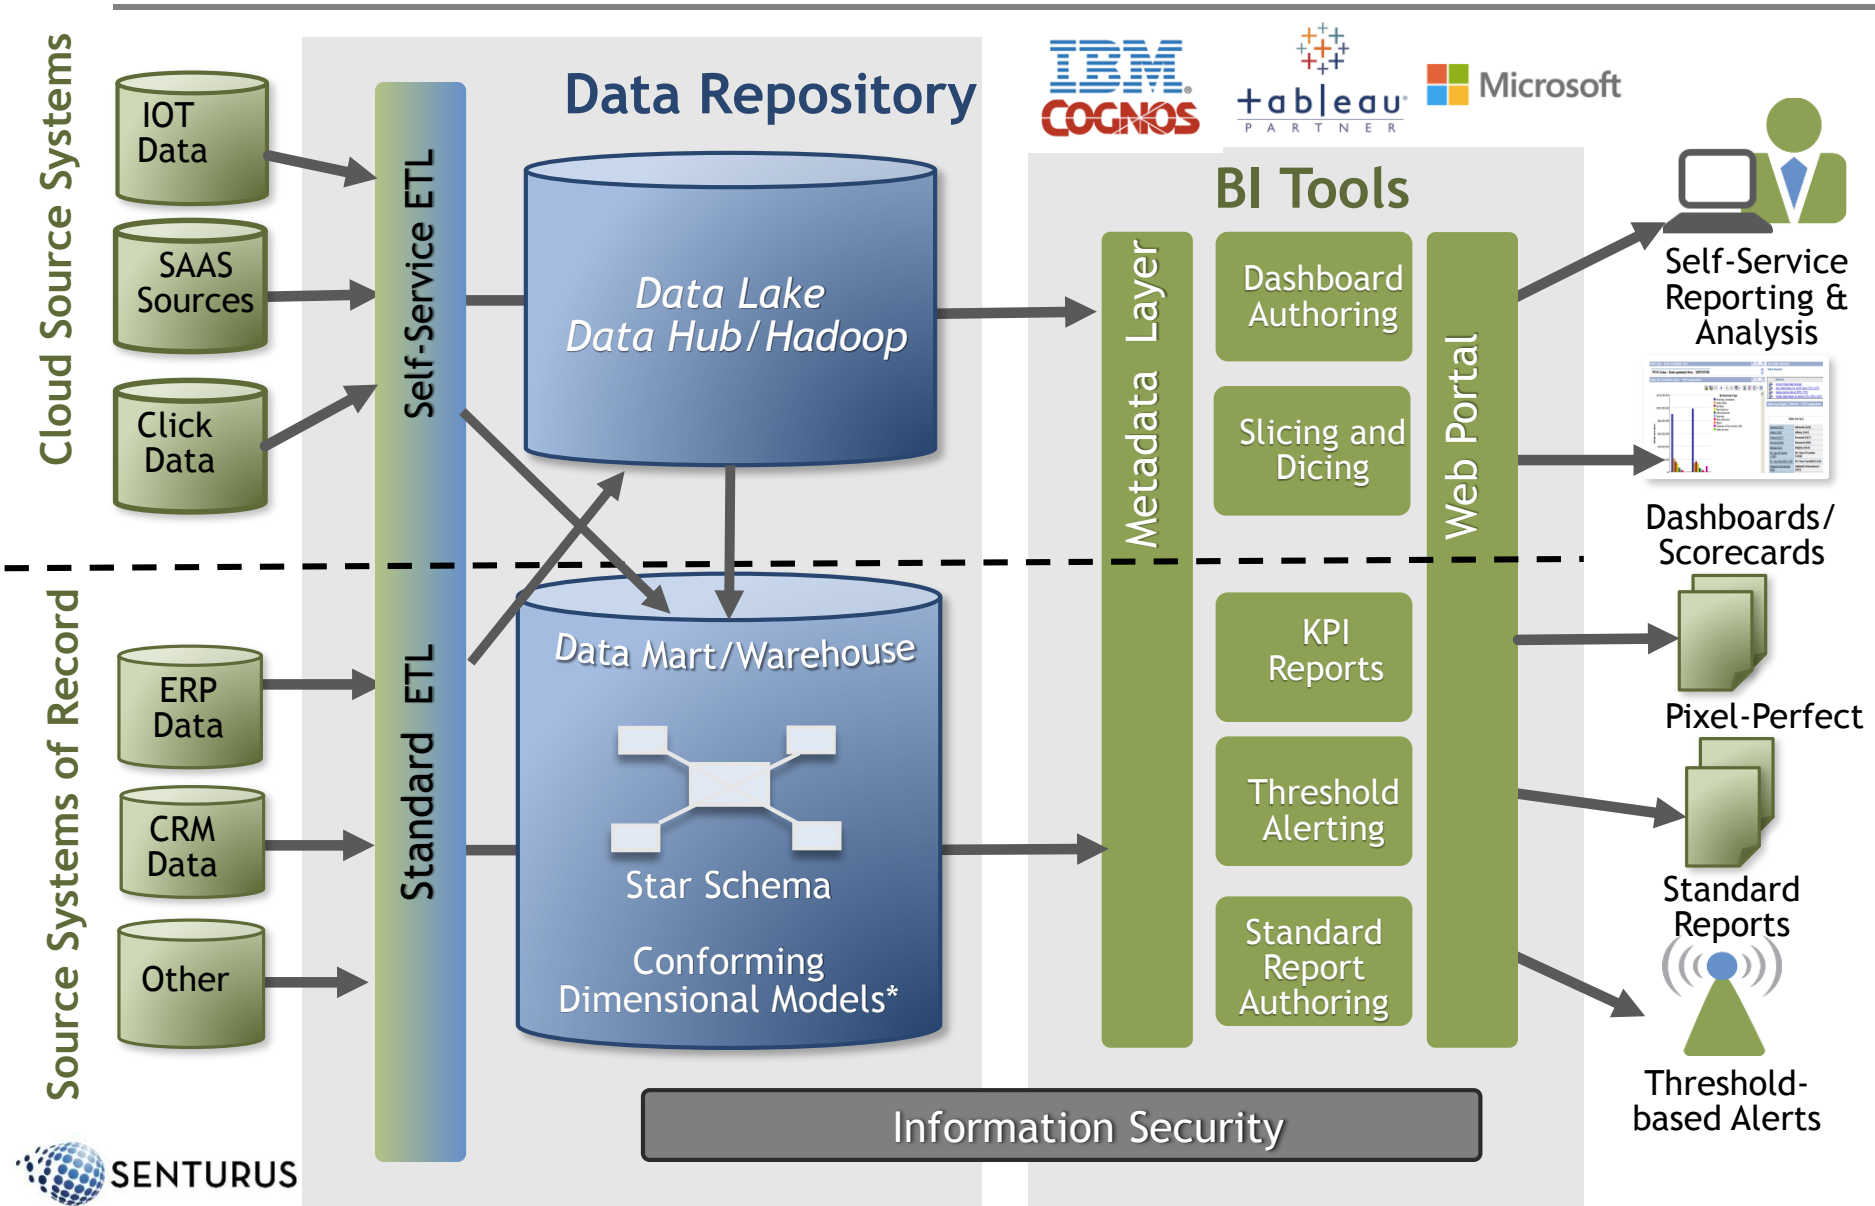 Cloud Source Systems
IOT
Data
SAAS
Sources
Click
Data
Source Systems of Record
ERP
Data
CRM
Data
Other
SENTURUS
Self-Service ETL
Standard ETL
Data Repository
Data Lake
Data Hub/Hadoop
Data Mart/Warehouse
Star Schema
Conforming
Dimensional Models*
IBM
COGNOS
+ableau
PARTNER
Microsoft
BI Tools
Metadata Layer
Dashboard
Authoring
Slicing and
Dicing
KPI
Reports
Threshold
Alerting
Standard
Report
Authoring
Web Portal
Information Security
Self-Service
Reporting &
Analysis
Dashboards/
Scorecards
Pixel-Perfect
Standard
Reports
Threshold-
based Alerts